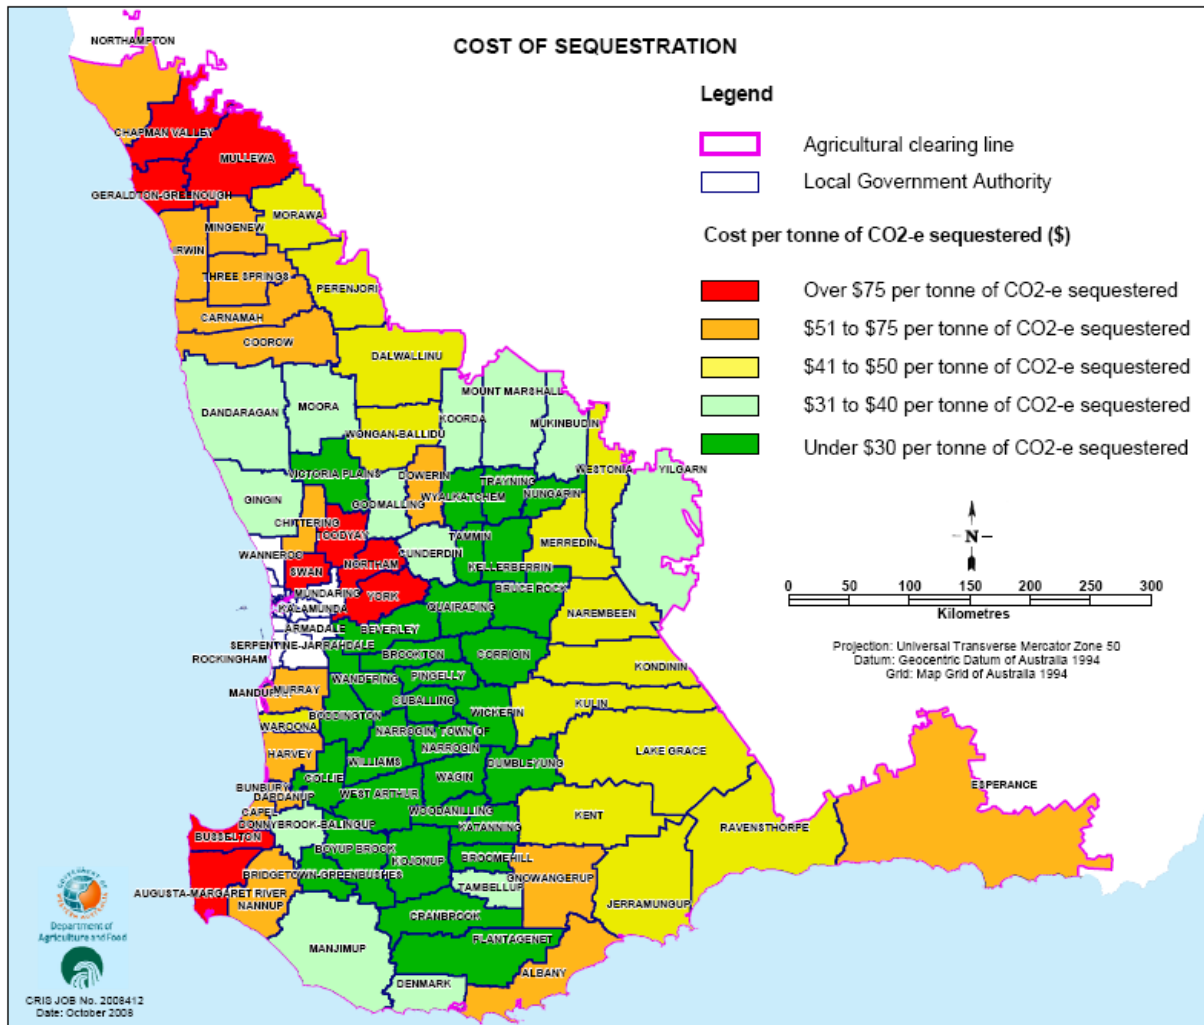 NORTHAMPTON
COST OF SEQUESTRATION
Legend
Agricultural clearing line
Local Government Authority
Cost per tonne of CO2-e sequestered ($)
Over $75 per tonne of CO2-e sequestered
$51 to $75 per tonne of CO2-e sequestered
$41 to $50 per tonne of CO2-e sequestered
$31 to $40 per tonne of CO2-e sequestered
Under $30 per tonne of CO2-e sequestered
CHAPMAN VALLEY
MULLEWA
GERALDTON-GREENOUGH
MORAWA
MINGENEW
IRWIN
THREE SPRINGS
PERENJORI
CARNAMAH
COOROW
DALWALLINU
MOUNT MARSHALL
DANDARAGAN
MOORA
KOORDA
MUKINBUDIN
WONGAN-BALLIDU
WESTONIA
YILGARN
VICTORIA PLAINS
DOWERIN
TRAYNING
GINGIN
WYALKATCHEM
NUNGARIN
GOOMALLING
CHITTERING
TOODYAY
TAMMIN
MERREDIN
WANNEROO
CUNDERDIN
SWAN
NORTHAM
KELLERBERRIN
MUNDARING
YORK
BRUCE ROCK
KALAMUNDA
QUAIRADING
NAREMBEEN
ARMADALE
BEVERLEY
SERPENTINE-JARRAHDALE
ROCKINGHAM
BROOKTON
CORRIGIN
KONDININ
WANDERING
PINGELLY
MURRAY
CUBALLING
KULIN
BODDINGTON
WICKEPIN
WAROONA
NARROGIN, TOWN OF
NARROGIN
LAKE GRACE
HARVEY
WILLIAMS
DUMBLEYUNG
COLLIE
WAGIN
BUNBURY
DARDANUP
WEST ARTHUR
CAPEL
WOODANILLING
KENT
DONNYBROOK-BALINGUP
KATANNING
RAVENSTHORPE
ESPERANCE
BUSSELTON
BOYUP BROOK
KOJONUP
BROOMEHILL
BRIDGETOWN-GREENBUSHES
GNOWANGERUP
AUGUSTA-MARGARET RIVER
TAMBELLUP
NANNUP
JERRAMUNGUP
CRANBROOK
MANJIMUP
PLANTAGENET
ALBANY
DENMARK
N
0 50 100 150 200 250 300
Kilometres
Projection: Universal Transverse Mercator Zone 50
Datum: Geocentric Datum of Australia 1994
Grid: Map Grid of Australia 1994
GOVERNMENT OF
WESTERN AUSTRALIA
Department of
Agriculture and Food
CRIS JOB No. 2008412
Date: October 2008